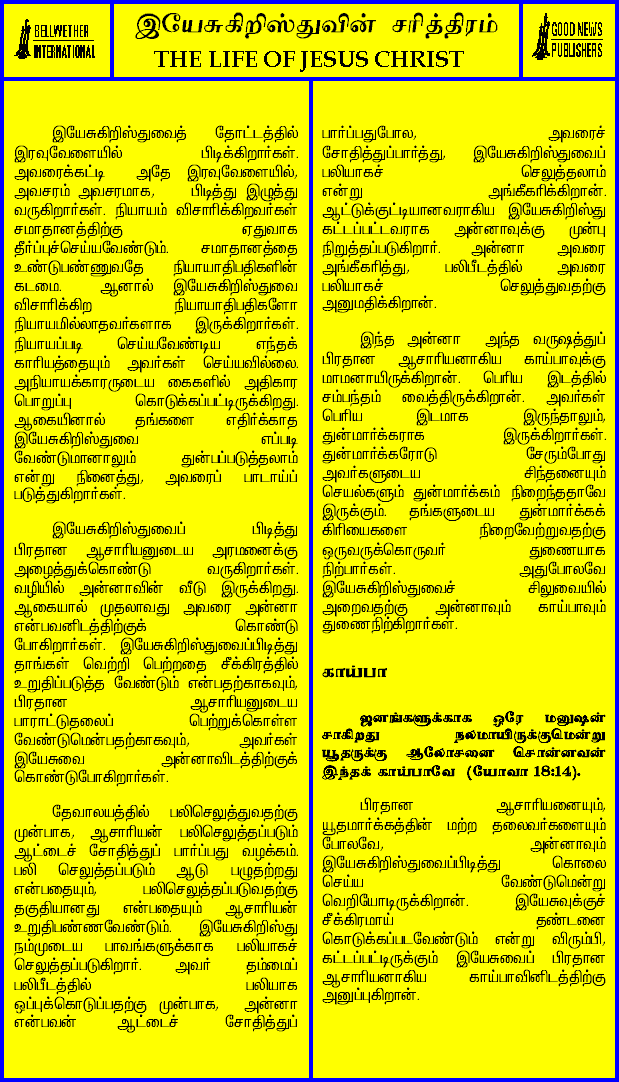 BELLWETHER
INTERNATIONAL
இயேசுகிறிஸ்துவின் சரித்திரம்
THE LIFE OF JESUS CHRIST
GOOD NEWS
PUBLISHERS
இயேசுகிறிஸ்துவைத் தோட்டத்தில்
இரவுவேளையில் பிடிக்கிறார்கள்.
அவரைக்கட்டி அதே இரவுவேளையில்,
அவசரம் அவசரமாக, பிடித்து இழுத்து
வருகிறார்கள். நியாயம் விசாரிக்கிறவர்கள்
சமாதானத்திற்கு ஏதுவாக
தீர்ப்புச்செய்யவேண்டும். சமாதானத்தை
உண்டுபண்ணுவதே நியாயாதிபதிகளின்
கடமை. ஆனால் இயேசுகிறிஸ்துவை
விசாரிக்கிற நியாயாதிபதிகளோ
நியாயமில்லாதவர்களாக இருக்கிறார்கள்.
நியாயப்படி செய்யவேண்டிய எந்தக்
காரியத்தையும் அவர்கள் செய்யவில்லை.
அநியாயக்காரருடைய கைகளில் அதிகார
பொறுப்பு கொடுக்கப்பட்டிருக்கிறது.
ஆகையினால் தங்களை எதிர்க்காத
இயேசுகிறிஸ்துவை எப்படி
வேண்டுமானாலும் துன்பப்படுத்தலாம்
என்று நினைத்து, அவரைப் பாடாய்ப்
படுத்துகிறார்கள்.
இயேசுகிறிஸ்துவைப் பிடித்து
பிரதான ஆசாரியனுடைய அரமனைக்கு
அழைத்துக்கொண்டு வருகிறார்கள்.
வழியில் அன்னாவின் வீடு இருக்கிறது.
ஆகையால் முதலாவது அவரை அன்னா
என்பவனிடத்திற்குக் கொண்டு
போகிறார்கள். இயேசுகிறிஸ்துவைப்பிடித்து
தாங்கள் வெற்றி பெற்றதை சீக்கிரத்தில்
உறுதிப்படுத்த வேண்டும் என்பதற்காகவும்,
பிரதான ஆசாரியனுடைய
பாராட்டுதலைப் பெற்றுக்கொள்ள
வேண்டுமென்பதற்காகவும், அவர்கள்
இயேசுவை அன்னாவிடத்திற்குக்
கொண்டுபோகிறார்கள்.
தேவாலயத்தில் பலிசெலுத்துவதற்கு
முன்பாக, ஆசாரியன் பலிசெலுத்தப்படும்
ஆட்டைச் சோதித்துப் பார்ப்பது வழக்கம்.
பலி செலுத்தப்படும் ஆடு பழுதற்றது
என்பதையும், பலிசெலுத்தப்படுவதற்கு
தகுதியானது என்பதையும் ஆசாரியன்
உறுதிபண்ணவேண்டும். இயேசுகிறிஸ்து
நம்முடைய பாவங்களுக்காக பலியாகச்
செலுத்தப்படுகிறார். அவர் தம்மைப்
பலிபீடத்தில் பலியாக
ஒப்புக்கொடுப்பதற்கு முன்பாக, அன்னா
என்பவன் ஆட்டைச் சோதித்துப்
பார்ப்பதுபோல, அவரைச்
சோதித்துப்பார்த்து, இயேசுகிறிஸ்துவைப்
பலியாகச் செலுத்தலாம்
என்று அங்கீகரிக்கிறான்.
ஆட்டுக்குட்டியானவராகிய இயேசுகிறிஸ்து
கட்டப்பட்டவராக அன்னாவுக்கு முன்பு
நிறுத்தப்படுகிறார். அன்னா அவரை
அங்கீகரித்து, பலிபீடத்தில் அவரை
பலியாகச் செலுத்துவதற்கு
அனுமதிக்கிறான்.
இந்த அன்னா அந்த வருஷத்துப்
பிரதான ஆசாரியனாகிய காய்பாவுக்கு
மாமனாயிருக்கிறான். பெரிய இடத்தில்
சம்பந்தம் வைத்திருக்கிறான். அவர்கள்
பெரிய இடமாக இருந்தாலும்,
துன்மார்க்கராக இருக்கிறார்கள்.
துன்மார்க்கரோடு சேரும்போது
அவர்களுடைய சிந்தனையும்
செயல்களும் துன்மார்க்கம் நிறைந்ததாவே
இருக்கும். தங்களுடைய துன்மார்க்கக்
கிரியைகளை நிறைவேற்றுவதற்கு
ஒருவருக்கொருவர் துணையாக
நிற்பார்கள். அதுபோலவே
இயேசுகிறிஸ்துவைச் சிலுவையில்
அறைவதற்கு அன்னாவும் காய்பாவும்
துணைநிற்கிறார்கள்.
காய்பா
ஜனங்களுக்காக ஒரே மனுஷன்
சாகிறது நலமாயிருக்குமென்று
யூதருக்கு ஆலோசனை சொன்னவன்
இந்தக் காய்பாவே (யோவா 18:14).
பிரதான ஆசாரியனையும்,
யூதமார்க்கத்தின் மற்ற தலைவர்களையும்
போலவே, அன்னாவும்
இயேசுகிறிஸ்துவைப்பிடித்து கொலை
செய்ய வேண்டுமென்று
வெறியோடிருக்கிறான். இயேசுவுக்குச்
சீக்கிரமாய் தண்டனை
கொடுக்கப்படவேண்டும் என்று விரும்பி,
கட்டப்பட்டிருக்கும் இயேசுவைப் பிரதான
ஆசாரியனாகிய காய்பாவினிடத்திற்கு
அனுப்புகிறான்.